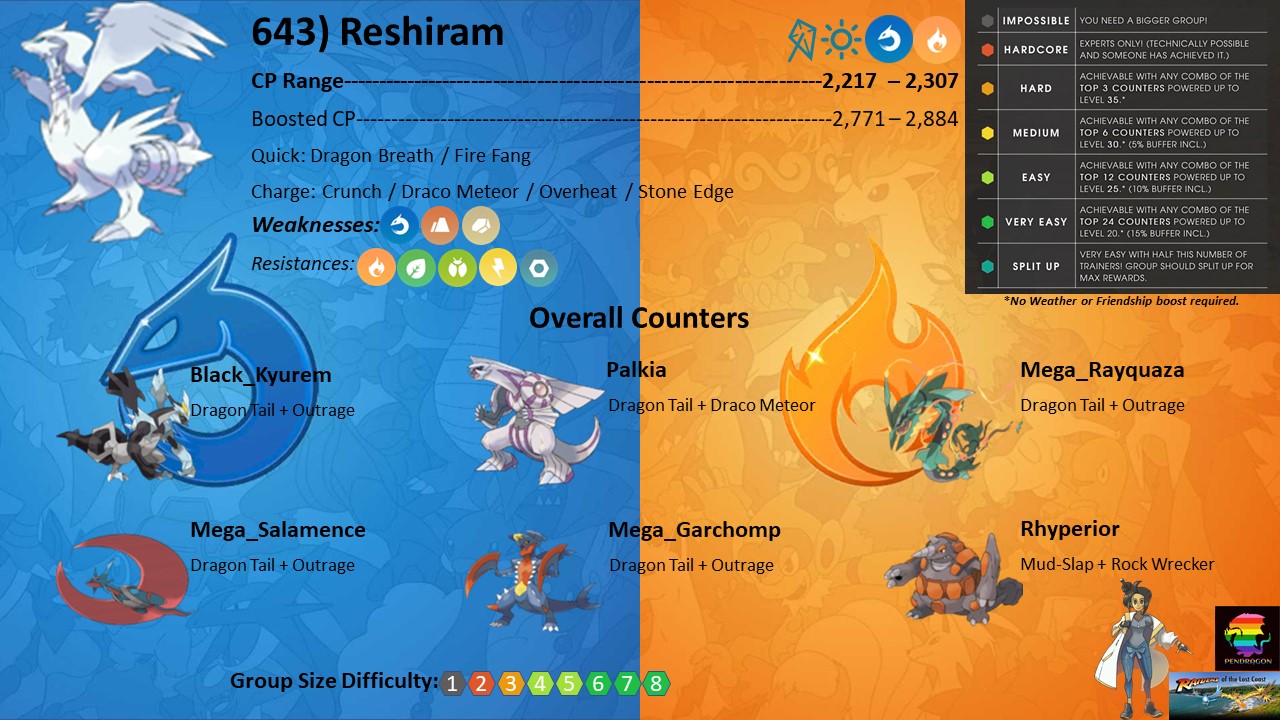 643) Reshiram
CP Range------------------------------------------------------------------2,217 – 2,307
Boosted CP------------------------------------------------------------------2,771 – 2,884
Quick: Dragon Breath / Fire Fang
Charge: Crunch / Draco Meteor / Overheat / Stone Edge
Weaknesses:
Resistances:
IMPOSSIBLE YOU NEED A BIGGER GROUP!
HARDCORE EXPERTS ONLY! (TECHNICALLY POSSIBLE
AND SOMEONE HAS ACHIEVED IT.)
HARD ACHIEVABLE WITH ANY COMBO OF THE
TOP 3 COUNTERS POWERED UP TO
LEVEL 35.*
MEDIUM ACHIEVABLE WITH ANY COMBO OF THE
TOP 6 COUNTERS POWERED UP TO
LEVEL 30.* (5% BUFFER INCL.)
EASY ACHIEVABLE WITH ANY COMBO OF THE
TOP 12 COUNTERS POWERED UP TO
LEVEL 25.* (10% BUFFER INCL.)
VERY EASY ACHIEVABLE WITH ANY COMBO OF THE
TOP 24 COUNTERS POWERED UP TO
LEVEL 20.* (15% BUFFER INCL.)
SPLIT UP VERY EASY WITH HALF THIS NUMBER OF
TRAINERS! GROUP SHOULD SPLIT UP FOR
MAX REWARDS.
*No Weather or Friendship boost required.
Overall Counters
Black_Kyurem
Dragon Tail + Outrage
Palkia
Dragon Tail + Draco Meteor
Mega_Rayquaza
Dragon Tail + Outrage
Mega_Salamence
Dragon Tail + Outrage
Mega_Garchomp
Dragon Tail + Outrage
Rhyperior
Mud-Slap + Rock Wrecker
Group Size Difficulty: 1 2 3 4 5 6 7 8
PENDRAGON
RAIDERS of the Lost Coast